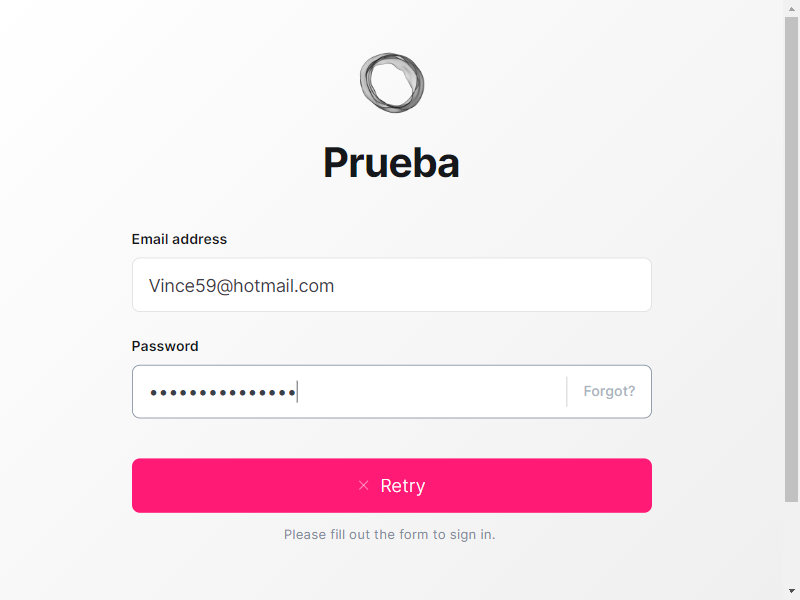 Prueba
Email address
Vince59@hotmail.com
Password
•••••••••••••••
Forgot?
Retry
Please fill out the form to sign in.